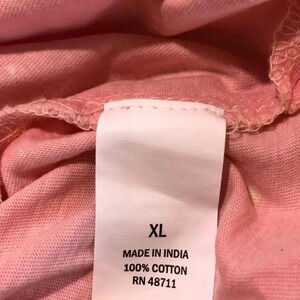 XL
MADE IN INDIA
100% COTTON
RN 48711